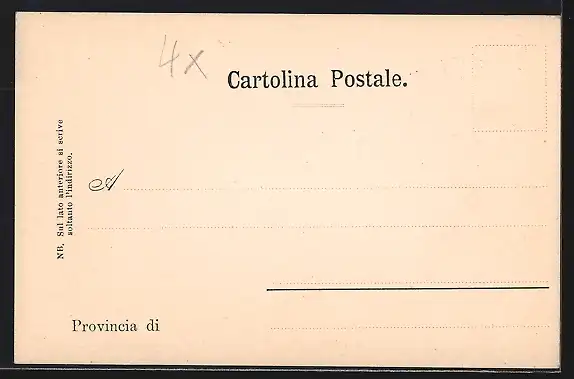 4x
Cartolina Postale.
NB. Sul lato anteriore si scrive
soltanto l'indirizzo.
A
Provincia di